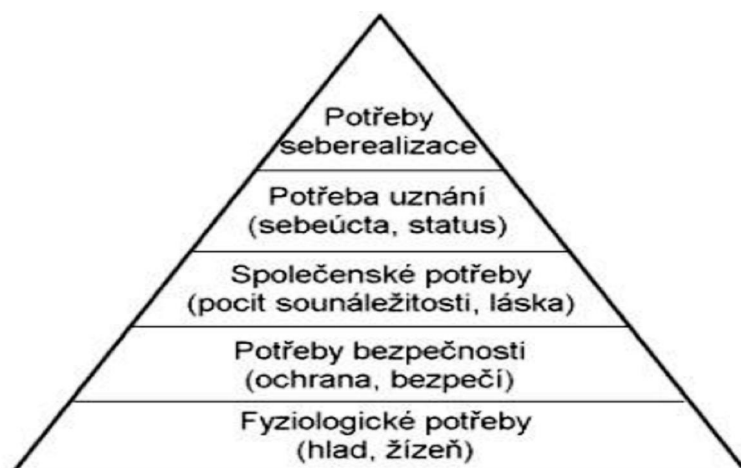 Potřeby
seberealizace
Potřeba uznání
(sebeúcta, status)
Společenské potřeby
(pocit sounáležitosti, láska)
Potřeby bezpečnosti
(ochrana, bezpečí)
Fyziologické potřeby
(hlad, žízeň)